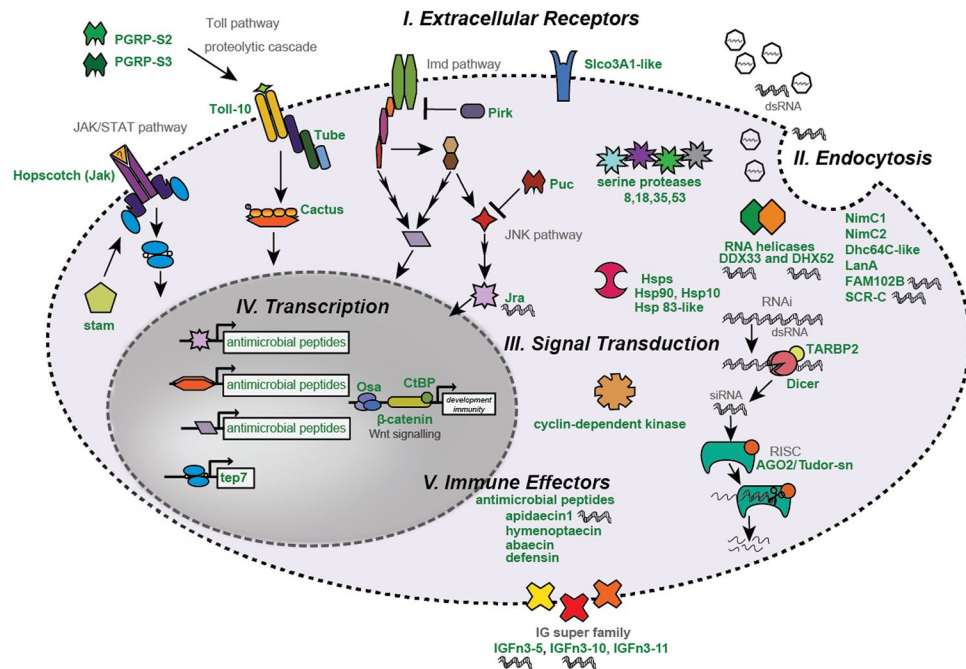 I. Extracellular Receptors
Toll pathway
proteolytic cascade
PGRP-S2
PGRP-S3
Imd pathway
Slco3A1-like
dsRNA
Toll-10
Tube
Pirk
JAK/STAT pathway
Hopscotch (Jak)
II. Endocytosis
serine proteases
8,18,35,53
Puc
Cactus
JNK pathway
NimC1
NimC2
Dhc64C-like
LanA
FAM102B
SCR-C
RNA helicases
DDX33 and DHX52
Hsps
Hsp90, Hsp10
Hsp 83-like
Jra
stam
RNAi
dsRNA
IV. Transcription
antimicrobial peptides
antimicrobial peptides
antimicrobial peptides
tep7
Osa
CtBP
β-catenin
Wnt signalling
development
immunity
III. Signal Transduction
TARBP2
Dicer
siRNA
cyclin-dependent kinase
RISC
AGO2/Tudor-sn
V. Immune Effectors
antimicrobial peptides
apidaecin1
hymenoptaecin
abaecin
defensin
IG super family
IGFn3-5, IGFn3-10, IGFn3-11